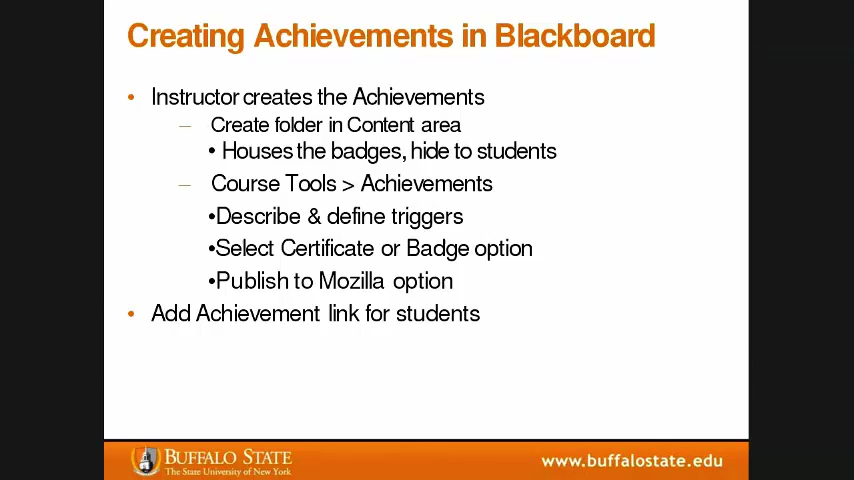 Creating Achievements in Blackboard
• Instructor creates the Achievements
– Create folder in Content area
• Houses the badges, hide to students
– Course Tools > Achievements
•Describe & define triggers
•Select Certificate or Badge option
•Publish to Mozilla option
• Add Achievement link for students
BUFFALO STATE
The State University of New York
www.buffalostate.edu